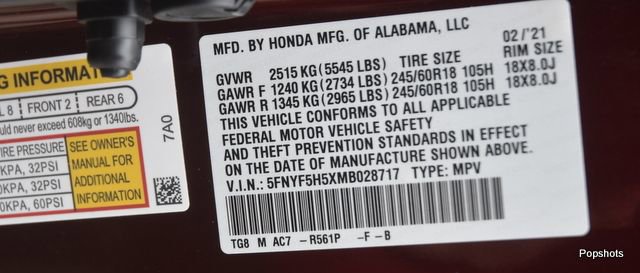 G INFORMATION
L 8 FRONT 2 REAR 6
uld never exceed 608kg or 1340lbs.
IRE PRESSURE SEE OWNER'S
KPA, 32PSI MANUAL FOR
0KPA, 32PSI ADDITIONAL
0KPA, 60PSI INFORMATION
7A0
MFD. BY HONDA MFG. OF ALABAMA, LLC 02/'21
GVWR 2515 KG(5545 LBS) TIRE SIZE RIM SIZE
GAWR F 1240 KG(2734 LBS) 245/60R18 105H 18X8.0J
GAWR R 1345 KG(2965 LBS) 245/60R18 105H 18X8.0J
THIS VEHICLE CONFORMS TO ALL APPLICABLE
FEDERAL MOTOR VEHICLE SAFETY
AND THEFT PREVENTION STANDARDS IN EFFECT
ON THE DATE OF MANUFACTURE SHOWN ABOVE.
V.I.N.: 5FNYF5H5XMB028717 TYPE: MPV
TG8 M AC7 -R561P -F-B
Popshots